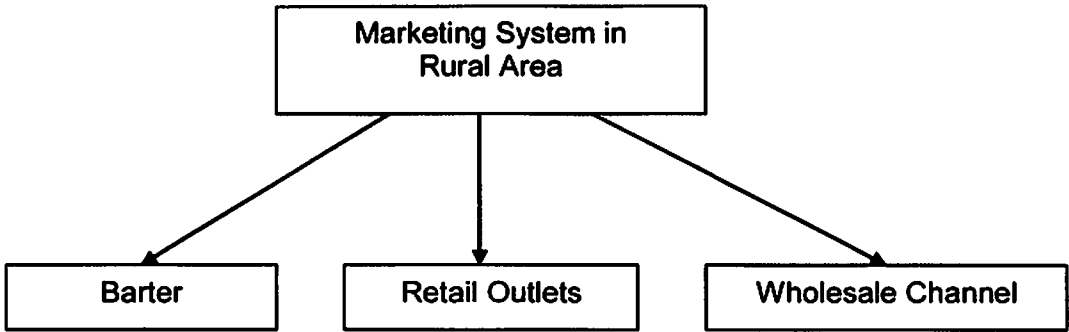 Marketing System in
Rural Area
Barter
Retail Outlets
Wholesale Channel